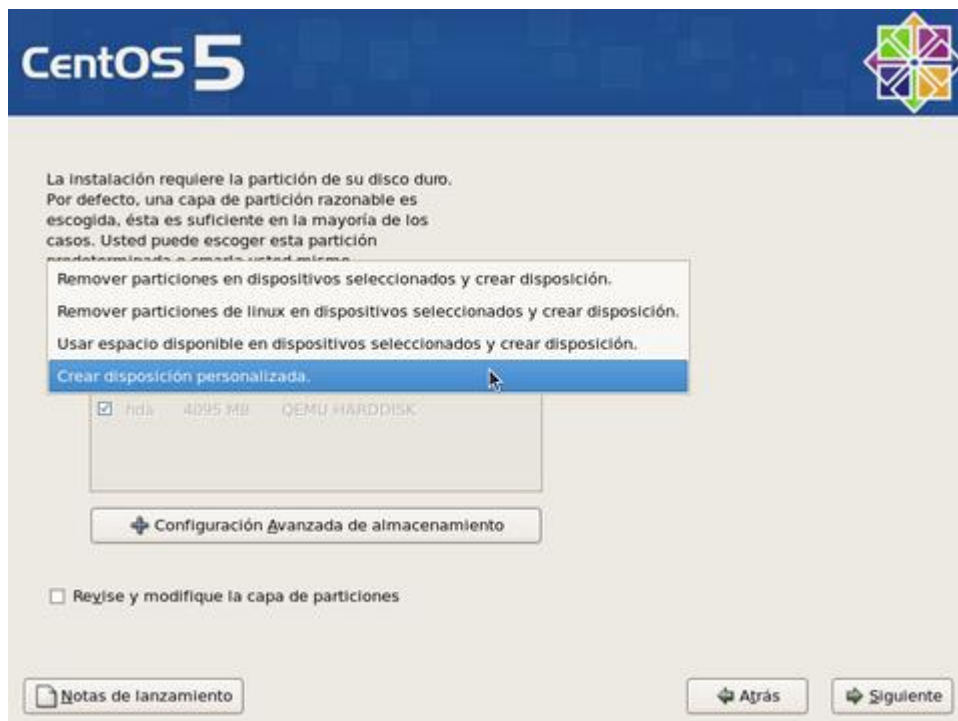 CentOS 5
La instalación requiere la partición de su disco duro.
Por defecto, una capa de partición razonable es
escogida, ésta es suficiente en la mayoría de los
casos. Usted puede escoger esta partición
predeterminada o crearla usted mismo.
Remover particiones en dispositivos seleccionados y crear disposición.
Remover particiones de linux en dispositivos seleccionados y crear disposición.
Usar espacio disponible en dispositivos seleccionados y crear disposición.
Crear disposición personalizada.
hda 4095 MB QEMU HARDDISK
Configuración Avanzada de almacenamiento
Revise y modifique la capa de particiones
Notas de lanzamiento
Atrás
Siguiente